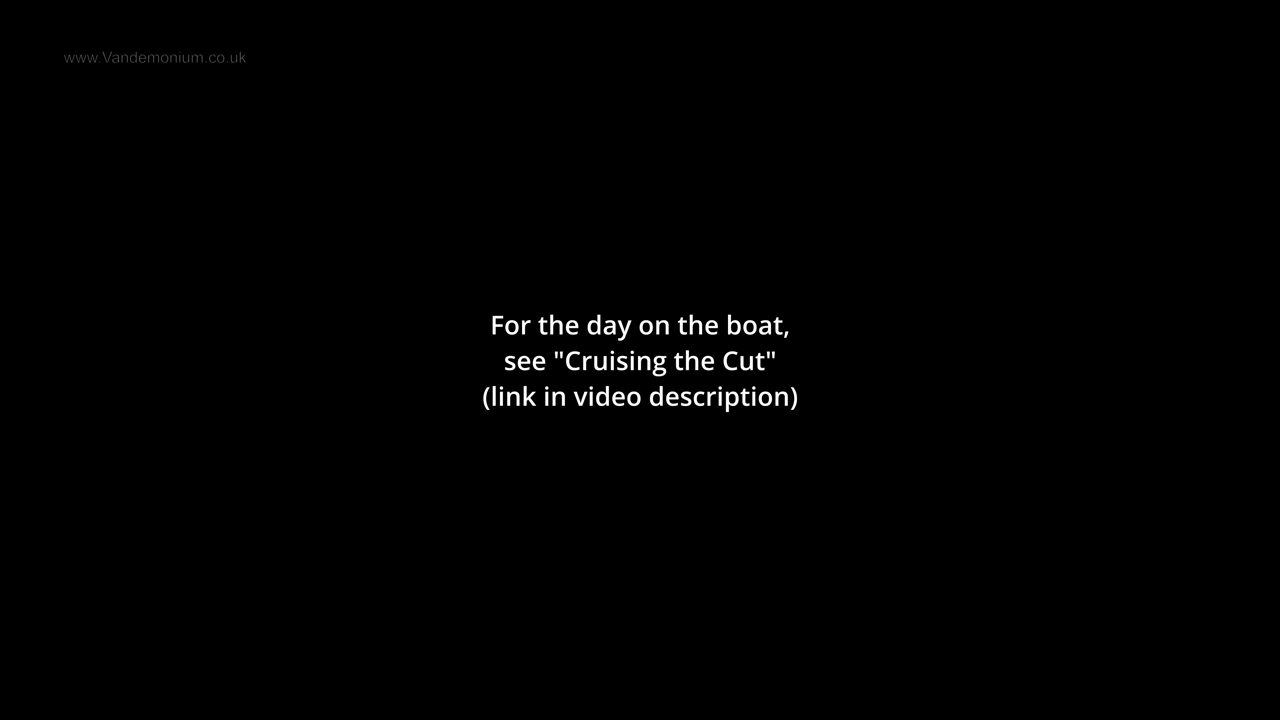 www.Vandemonium.co.uk
For the day on the boat,
see "Cruising the Cut"
(link in video description)